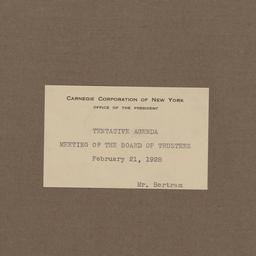 CARNEGIE CORPORATION OF NEW YORK
OFFICE OF THE PRESIDENT
TENTATIVE AGENDA
MEETING OF THE BOARD OF TRUSTEES
February 21, 1928
Mr. Bertram